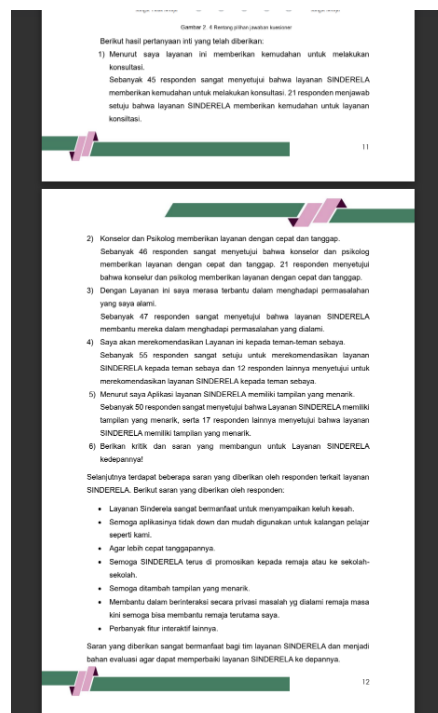 Gambar 2. 4 Rentang pilihan jawaban kuesioner
Berikut hasil pertanyaan inti yang telah diberikan:
1) Menurut saya layanan ini memberikan kemudahan untuk melakukan
konsultasi.
Sebanyak 45 responden sangat menyetujui bahwa layanan SINDERELA
memberikan kemudahan untuk melakukan konsultasi. 21 responden menjawab
setuju bahwa layanan SINDERELA memberikan kemudahan untuk layanan
konsiltasi.
11
2) Konselor dan Psikolog memberikan layanan dengan cepat dan tanggap.
Sebanyak 46 responden sangat menyetujui bahwa konselor dan psikolog
memberikan layanan dengan cepat dan tanggap. 21 responden menyetujui
bahwa konselur dan psikolog memberikan layanan dengan cepat dan tanggap.
3) Dengan Layanan ini saya merasa terbantu dalam menghadapi permasalahan
yang saya alami.
Sebanyak 47 responden sangat menyetujui bahwa layanan SINDERELA
membantu mereka dalam menghadapi permasalahan yang dialami.
4) Saya akan merekomendasikan Layanan ini kepada teman-teman sebaya.
Sebanyak 55 responden sangat setuju untuk merekomendasikan layanan
SINDERELA kepada teman sebaya dan 12 responden lainnya menyetujui untuk
merekomendasikan layanan SINDERELA kepada teman sebaya.
5) Menurut saya Aplikasi layanan SINDERELA memiliki tampilan yang menarik.
Sebanyak 50 responden sangat menyetujui bahwa Layanan SINDERELA memiliki
tampilan yang menarik, serta 17 responden lainnya menyetujui bahwa layanan
SINDERELA memiliki tampilan yang menarik.
6) Berikan kritik dan saran yang membangun untuk Layanan SINDERELA
kedepannya!
Selanjutnya terdapat beberapa saran yang diberikan oleh responden terkait layanan
SINDERELA. Berikut saran yang diberikan oleh responden:
• Layanan Sinderela sangat bermanfaat untuk menyampaikan keluh kesah.
• Semoga aplikasinya tidak down dan mudah digunakan untuk kalangan pelajar
seperti kami.
• Agar lebih cepat tanggapannya.
• Semoga SINDERELA terus di promosikan kepada remaja atau ke sekolah-
sekolah.
• Semoga ditambah tampilan yang menarik.
• Membantu dalam berinteraksi secara privasi masalah yg dialami remaja masa
kini semoga bisa membantu remaja terutama saya.
• Perbanyak fitur interaktif lainnya.
Saran yang diberikan sangat bermanfaat bagi tim layanan SINDERELA dan menjadi
bahan evaluasi agar dapat memperbaiki layanan SINDERELA ke depannya.
12